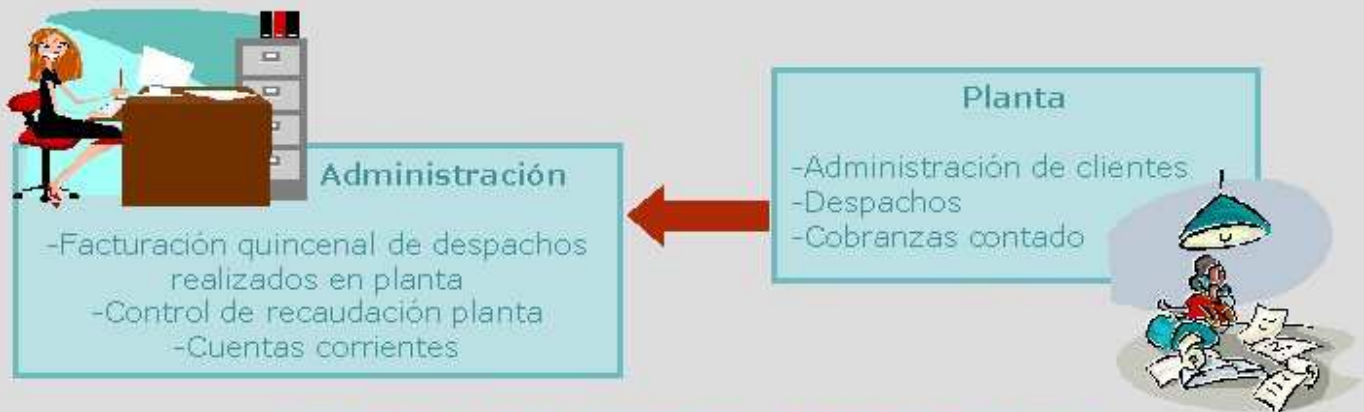 Administración
-Facturación quincenal de despachos
realizados en planta
-Control de recaudación planta
-Cuentas corrientes
Planta
-Administración de clientes
-Despachos
-Cobranzas contado